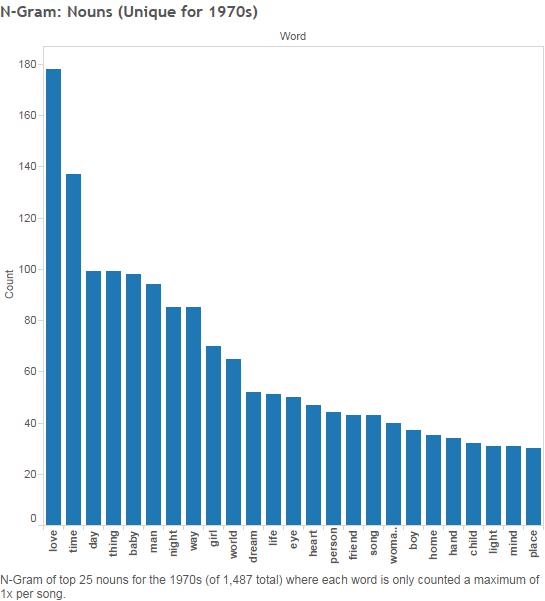 N-Gram: Nouns (Unique for 1970s)
Word
180
160
140
120
100
80
60
40
20
0
Count
love time day thing baby man night way girl world dream life eye heart person friend song woma.. boy home hand child light mind place
N-Gram of top 25 nouns for the 1970s (of 1,487 total) where each word is only counted a maximum of
1x per song.